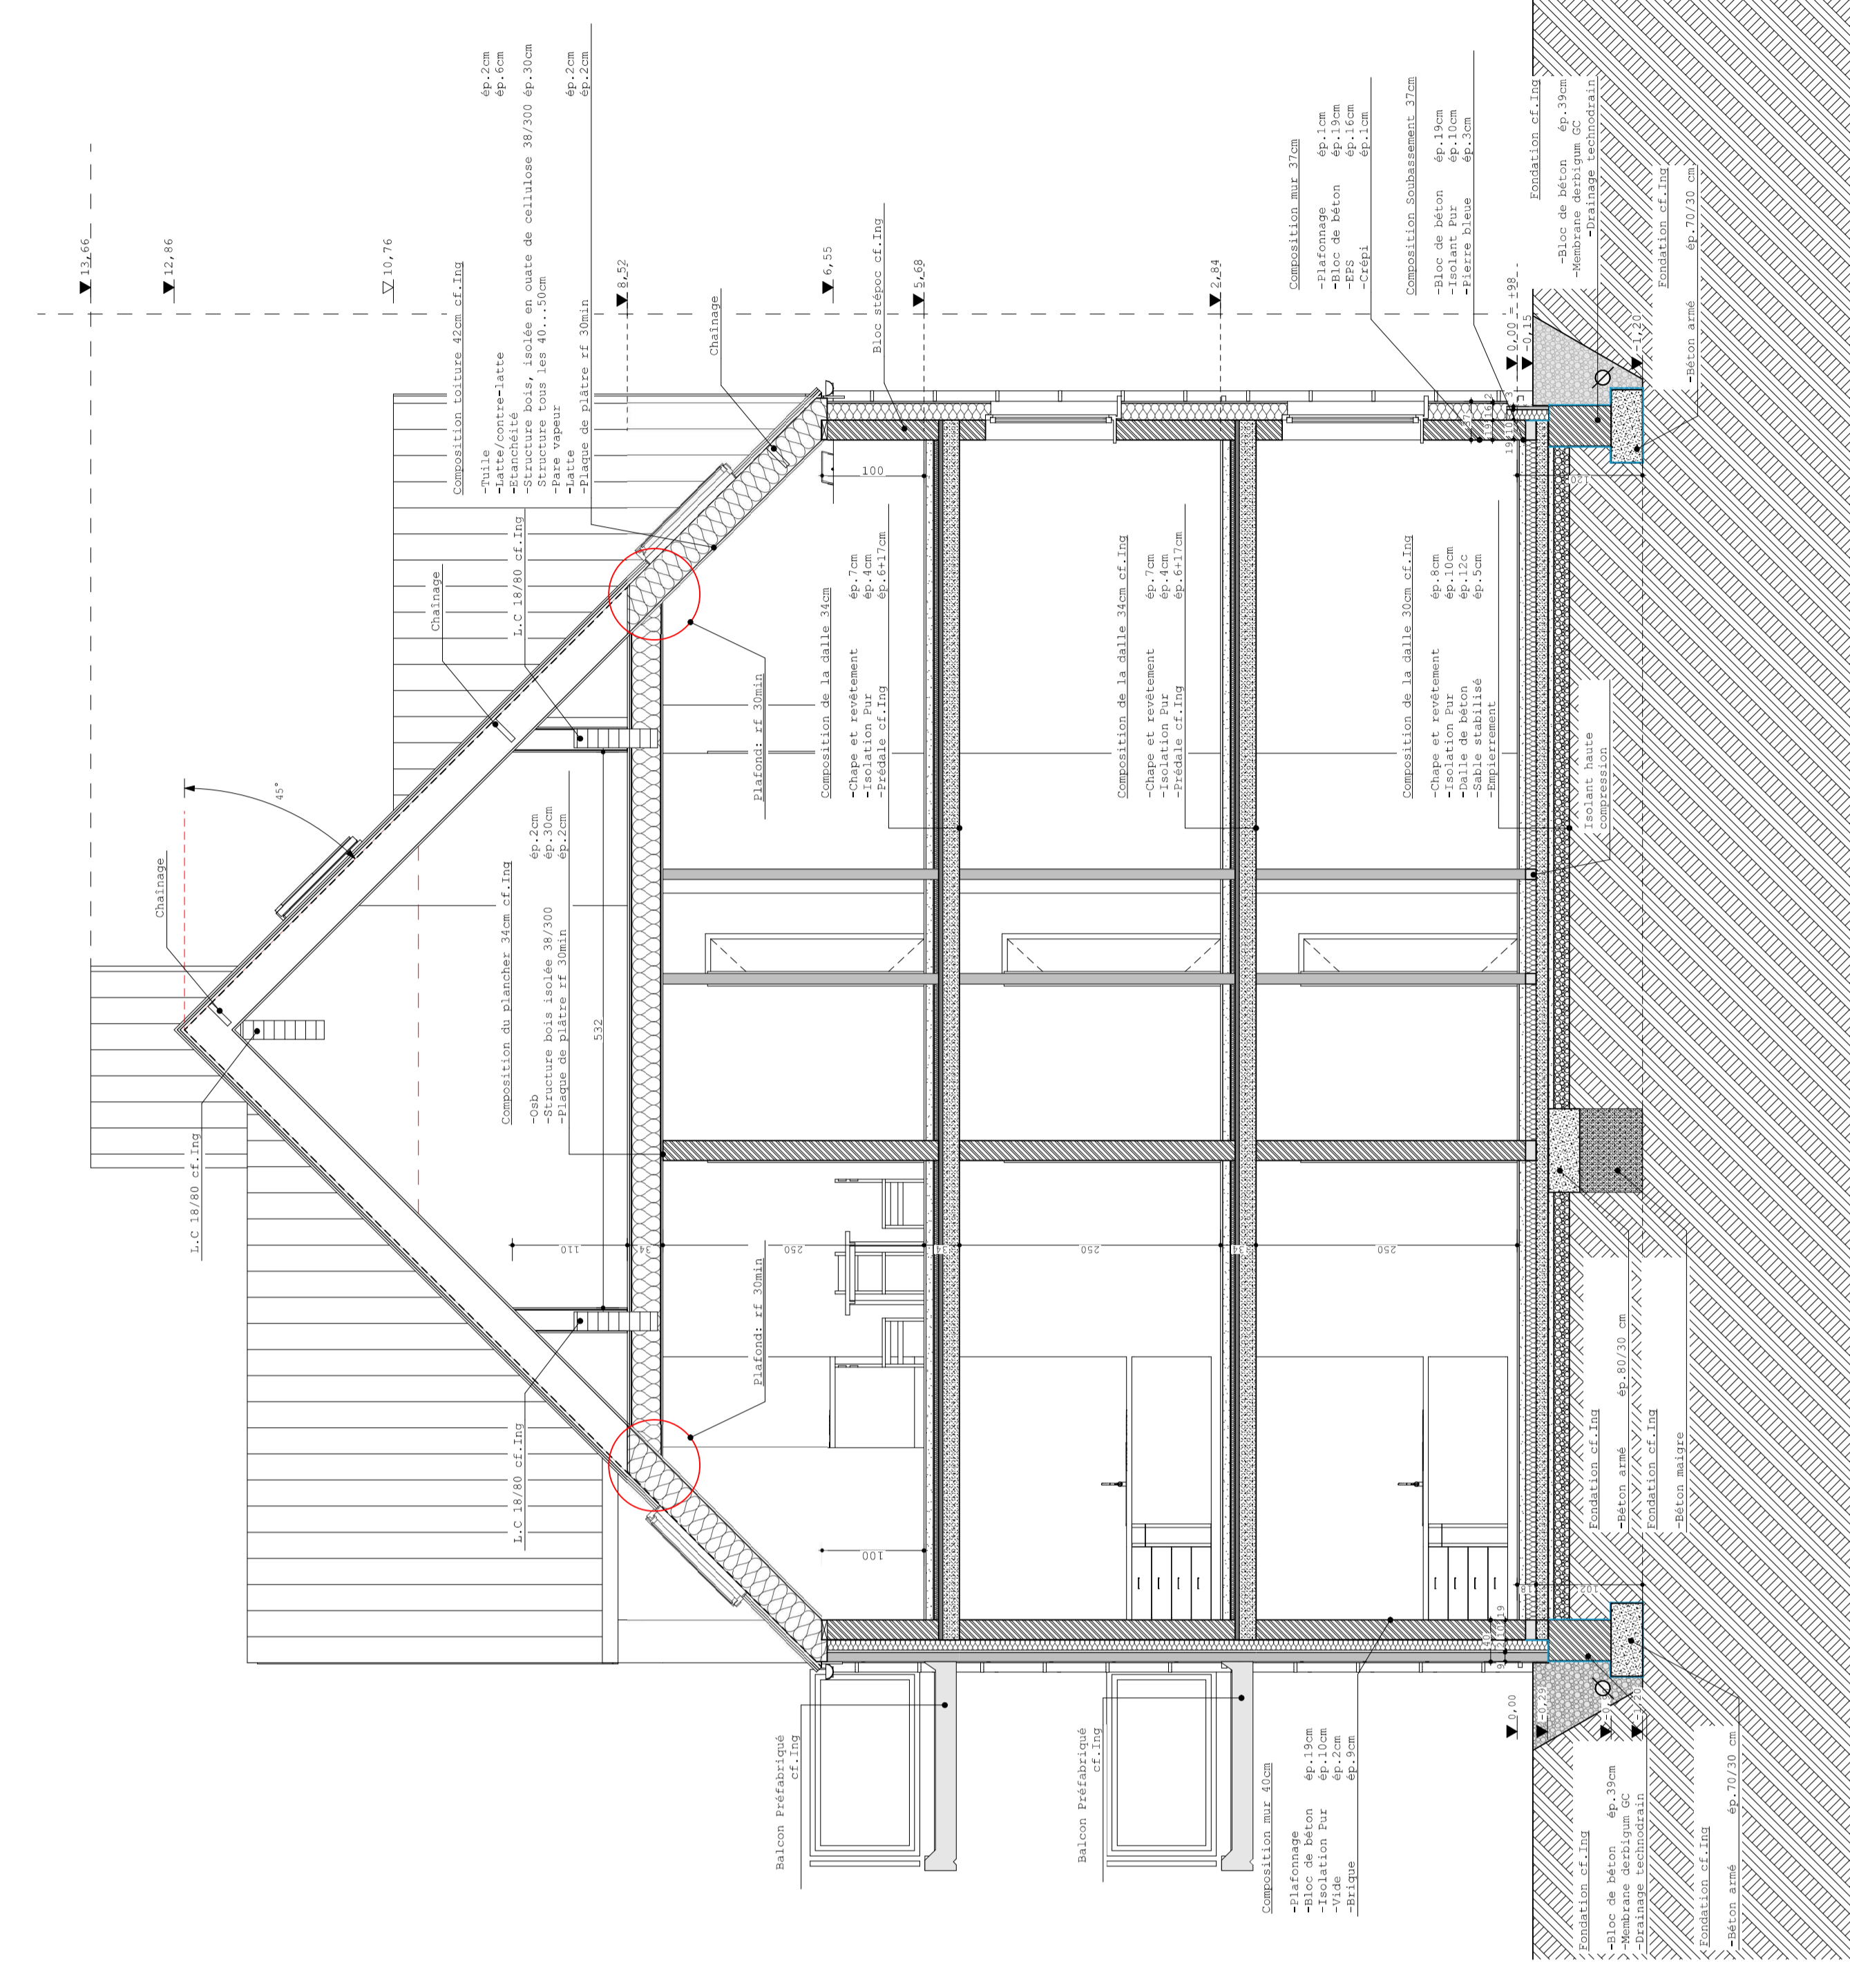 13,66
12,86
10,76
8,52
6,55
5,68
2,84
0,00 = +98
-0,15
-1,20
Composition toiture 42cm cf.Ing
-Tuile ép.2cm
-Latte/contre-latte ép.6cm
-Etanchéité
-Structure bois, isolée en ouate de cellulose 38/300 ép.30cm
Structure tous les 40...50cm
-Pare vapeur
-Latte ép.2cm
-Plaque de plâtre rf 30min ép.2cm
Chaînage
Bloc stépoc cf.Ing
Composition mur 37cm
-Plafonnage ép.1cm
-Bloc de béton ép.19cm
-EPS ép.16cm
-Crépi ép.1cm
Composition Soubassement 37cm
-Bloc de béton ép.19cm
-Isolant Pur ép.10cm
-Pierre bleue ép.3cm
Fondation cf.Ing
-Bloc de béton ép.39cm
-Membrane derbigum GC
-Drainage technodrain
Fondation cf.Ing
-Béton armé ép.70/30 cm
Chaînage
L.C 18/80 cf.Ing
45°
Chaînage
L.C 18/80 cf.Ing
L.C 18/80 cf.Ing
Composition du plancher 34cm cf.Ing
-Osb ép.2cm
-Structure bois isolée 38/300 ép.30cm
-Plaque de plâtre rf 30min ép.2cm
532
110
34
250
34
250
34
250
100
100
Plafond: rf 30min
Plafond: rf 30min
Composition de la dalle 34cm
-Chape et revêtement ép.7cm
-Isolation Pur ép.4cm
-Prédale cf.Ing ép.6+17cm
Composition de la dalle 34cm cf.Ing
-Chape et revêtement ép.7cm
-Isolation Pur ép.4cm
-Prédale cf.Ing ép.6+17cm
Composition de la dalle 30cm cf.Ing
-Chape et revêtement ép.8cm
-Isolation Pur ép.10cm
-Dalle de béton ép.12c
-Sable stabilisé ép.5cm
-Empierrement
Isolant haute
compression
Fondation cf.Ing
-Béton armé ép.80/30 cm
Fondation cf.Ing
-Béton maigre
Balcon Préfabriqué
cf.Ing
Balcon Préfabriqué
cf.Ing
Composition mur 40cm
-Plafonnage
-Bloc de béton ép.19cm
-Isolation Pur ép.10cm
-Vide ép.2cm
-Brique ép.9cm
0,00
-1,20
102
Fondation cf.Ing
-Bloc de béton ép.39cm
-Membrane derbigum GC
-Drainage technodrain
Fondation cf.Ing
-Béton armé ép.70/30 cm